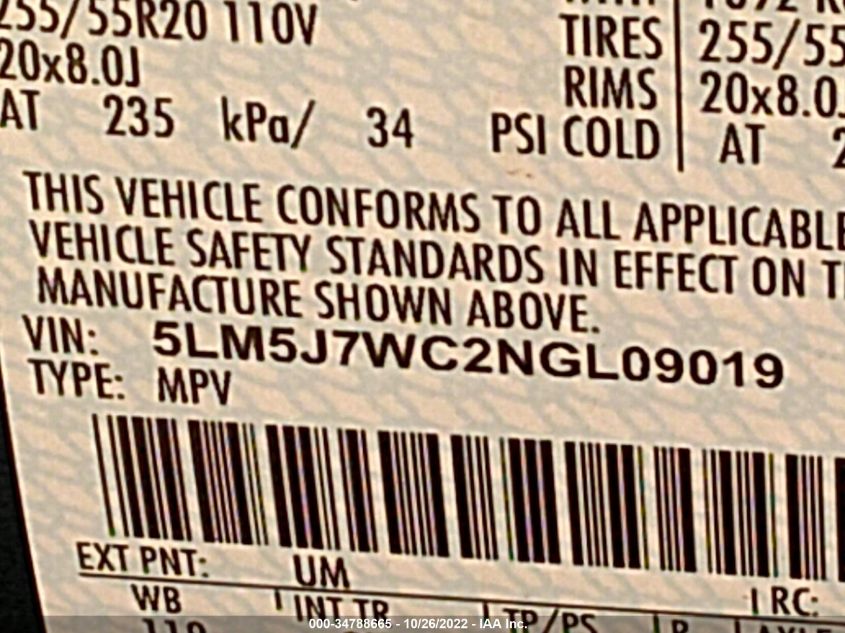 255/55R20 110V
20x8.0J
TIRES 255/55
RIMS 20x8.0J
AT 235 kPa/ 34 PSI COLD AT 2
THIS VEHICLE CONFORMS TO ALL APPLICABLE
VEHICLE SAFETY STANDARDS IN EFFECT ON T
MANUFACTURE SHOWN ABOVE.
VIN: 5LM5J7WC2NGL09019
TYPE: MPV
EXT PNT: UM RC:
WB INT TR TP/PS R
000-34788665 - 10/26/2022 - IAA Inc.